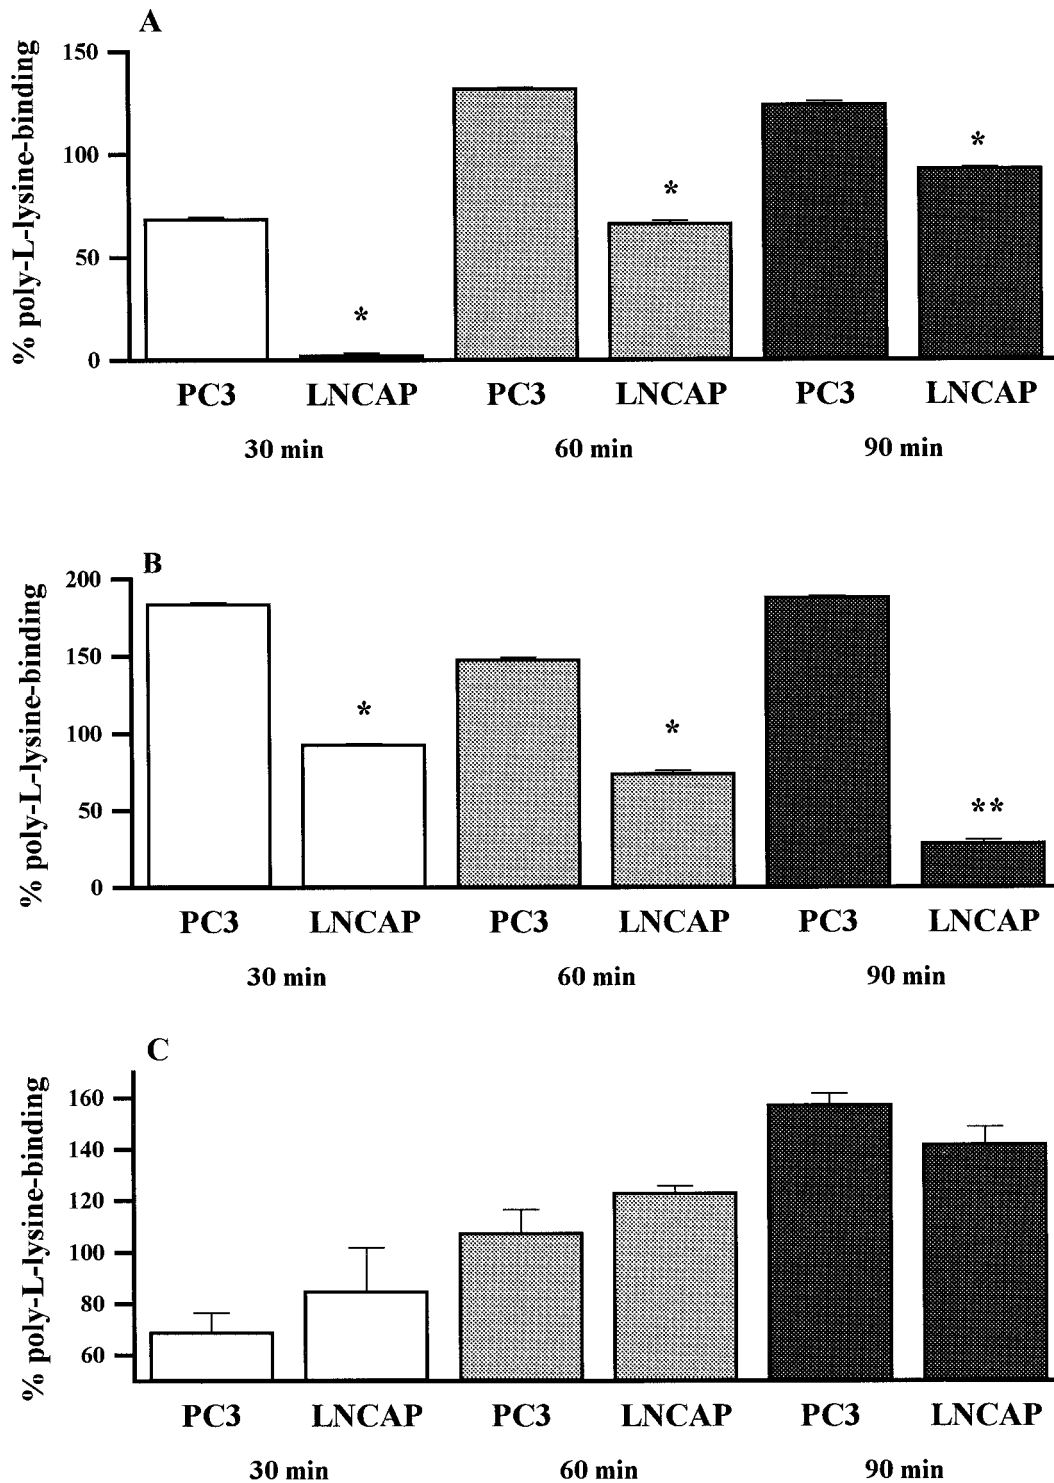 A
% poly-L-lysine-binding
150
100
50
0
*
*
*
PC3 LNCAP PC3 LNCAP PC3 LNCAP
30 min 60 min 90 min
B
% poly-L-lysine-binding
200
150
100
50
0
*
*
**
PC3 LNCAP PC3 LNCAP PC3 LNCAP
30 min 60 min 90 min
C
% poly-L-lysine-binding
160
140
120
100
80
60
PC3 LNCAP PC3 LNCAP PC3 LNCAP
30 min 60 min 90 min